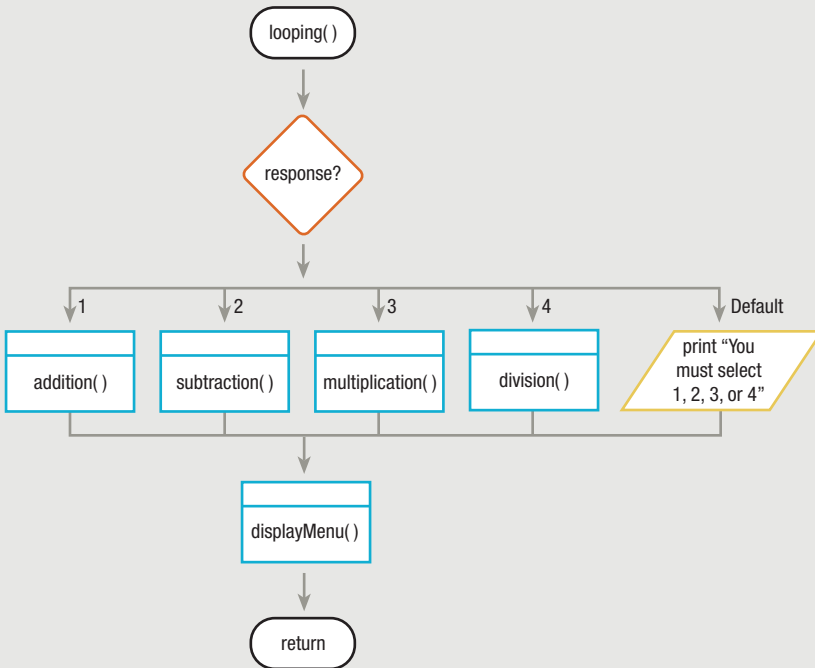 looping( )
response?
1
2
3
4
Default
addition( )
subtraction( )
multiplication( )
division( )
print “You
must select
1, 2, 3, or 4”
displayMenu( )
return